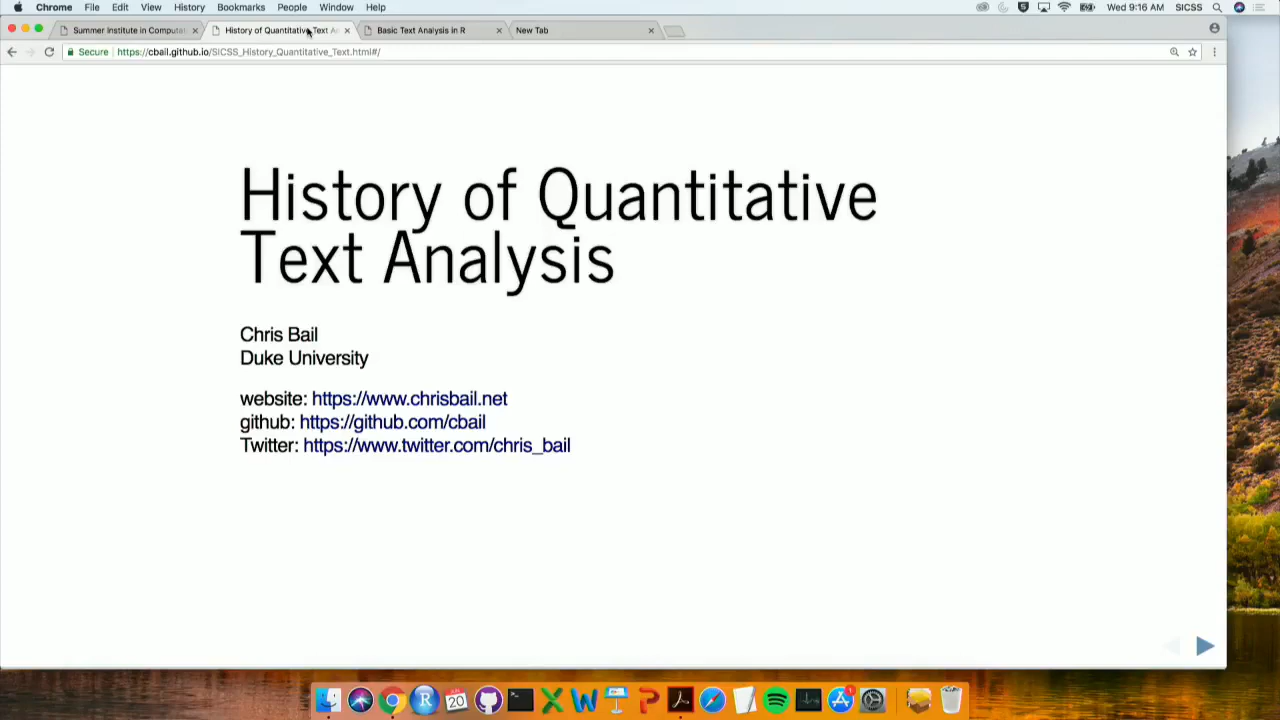 Chrome File Edit View History Bookmarks People Window Help
Wed 9:16 AM SICSS
Summer Institute in Computat
History of Quantitative Text A
Basic Text Analysis in R
New Tab
Secure https://cbail.github.io/SICSS_History_Quantitative_Text.html#/
History of Quantitative
Text Analysis
Chris Bail
Duke University
website: https://www.chrisbail.net
github: https://github.com/cbail
Twitter: https://www.twitter.com/chris_bail
20